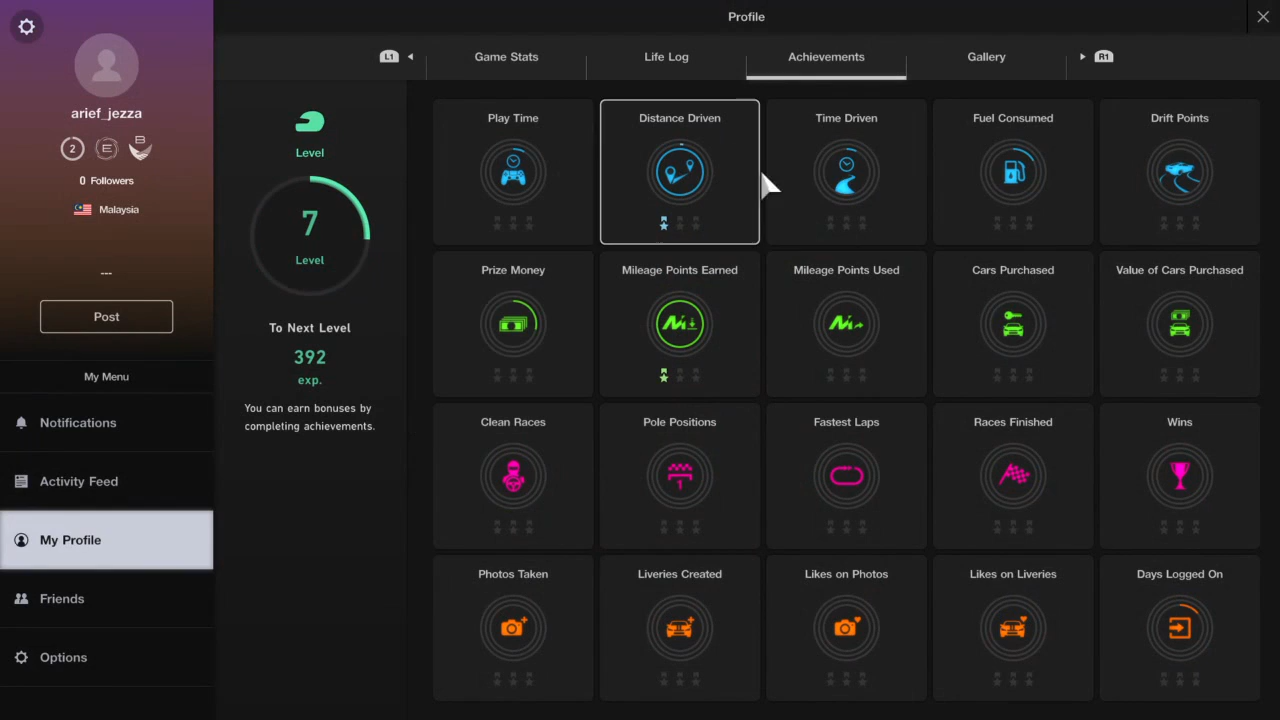 Profile
L1
Game Stats
Life Log
Achievements
Gallery
R1
arief_jezza
2 E B
0 Followers
Malaysia
---
Post
My Menu
Notifications
Activity Feed
My Profile
Friends
Options
Level
7
Level
To Next Level
392
exp.
You can earn bonuses by
completing achievements.
Play Time
Distance Driven
Time Driven
Fuel Consumed
Drift Points
Prize Money
Mileage Points Earned
Mileage Points Used
Cars Purchased
Value of Cars Purchased
Clean Races
Pole Positions
1
Fastest Laps
Races Finished
Wins
Photos Taken
Liveries Created
Likes on Photos
Likes on Liveries
Days Logged On